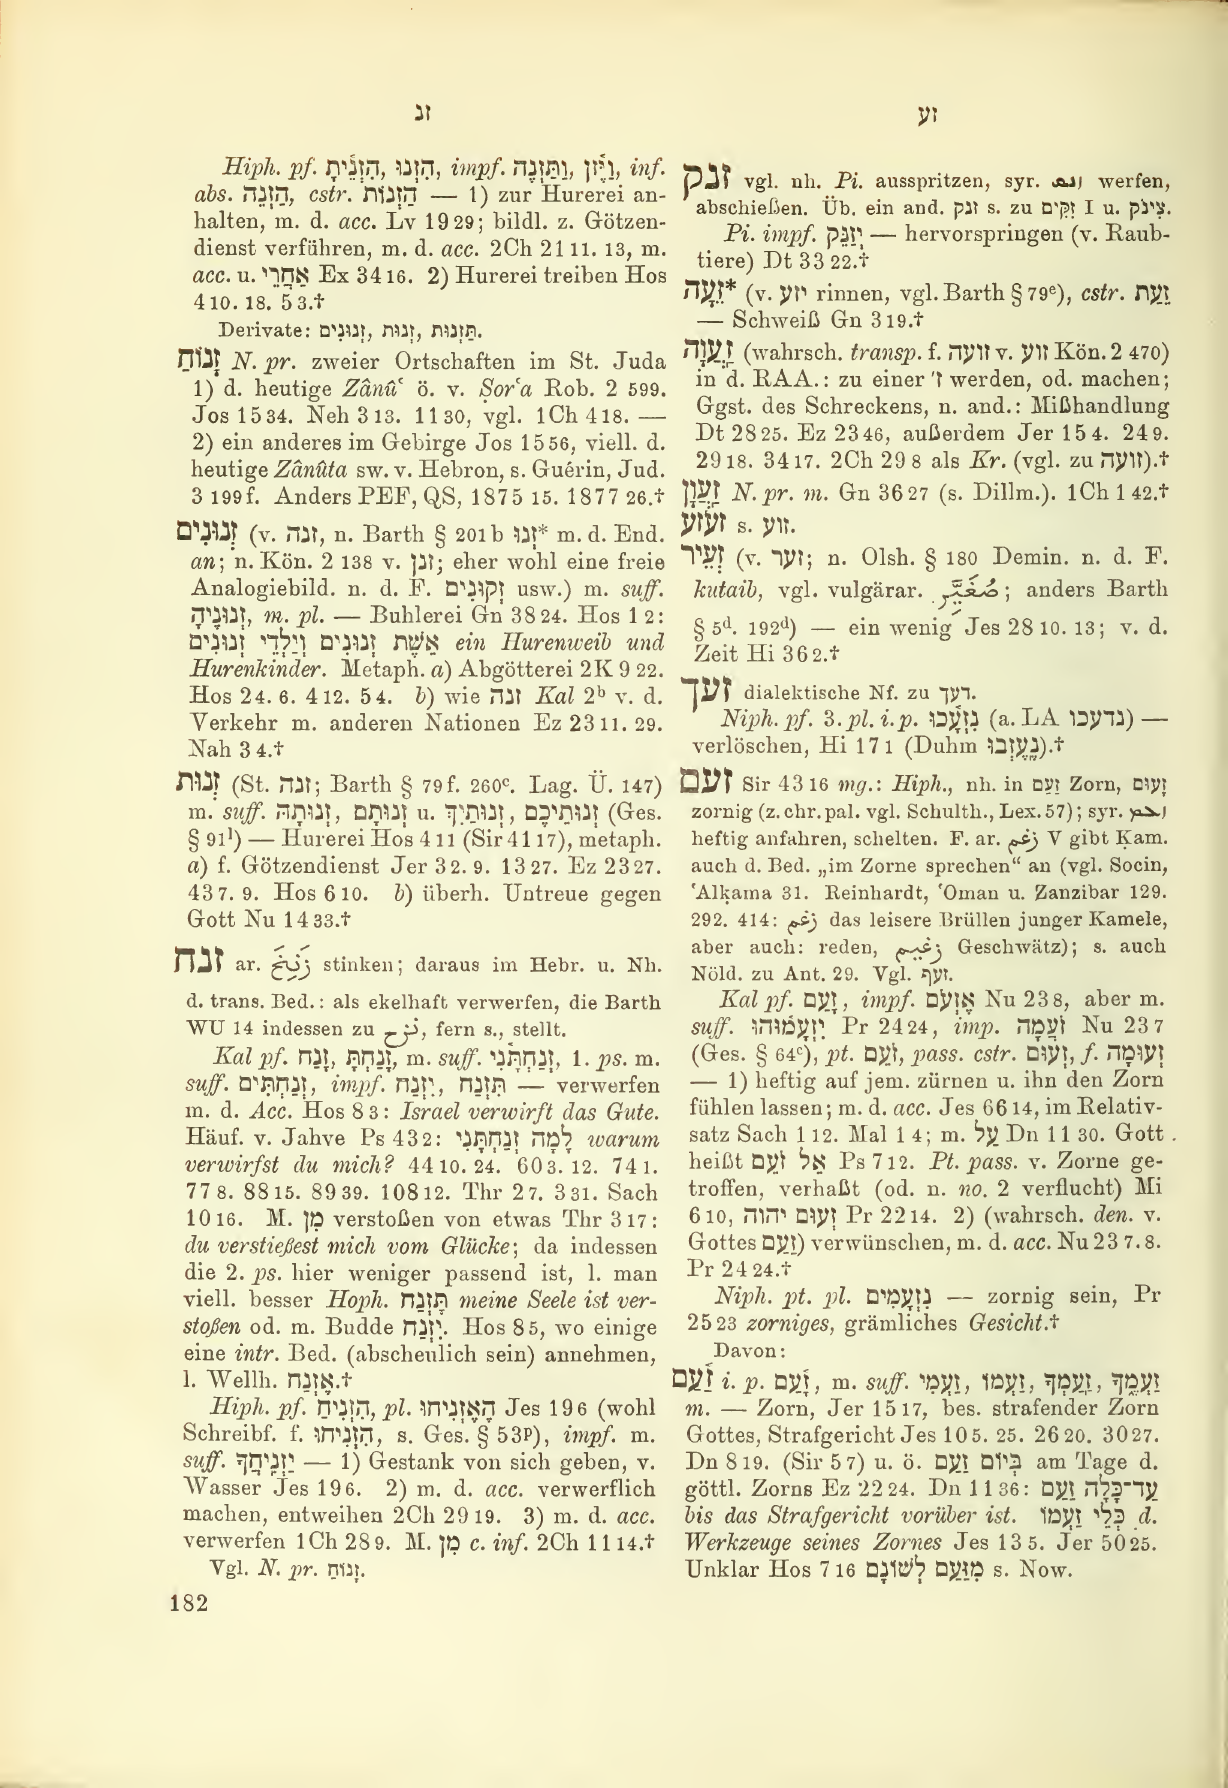 זנ
Hiph. pf. הִזְנֵיתָ, הִזְנוּ, impf. וַתַּזְנֶה, וַיֶּזֶן, inf.
abs. הַזְנֵה, cstr. הַזְנוֹת — 1) zur Hurerei an-
halten, m. d. acc. Lv 19 29; bildl. z. Götzen-
dienst verführen, m. d. acc. 2Ch 21 11. 13, m.
acc. u. אַחֲרֵי Ex 34 16. 2) Hurerei treiben Hos
4 10. 18. 5 3.†
Derivate: זְנוּנִים, זְנוּת, תַּזְנוּת.
זָנוֹחַ N. pr. zweier Ortschaften im St. Juda
1) d. heutige Zânûʿ ö. v. Ṣorʿa Rob. 2 599.
Jos 15 34. Neh 3 13. 11 30, vgl. 1Ch 4 18. —
2) ein anderes im Gebirge Jos 15 56, viell. d.
heutige Zânûta sw. v. Hebron, s. Guérin, Jud.
3 199 f. Anders PEF, QS, 1875 15. 1877 26.†
זְנוּנִים (v. זנה, n. Barth § 201 b זְנוּ* m. d. End.
an; n. Kön. 2 138 v. זנן; eher wohl eine freie
Analogiebild. n. d. F. זְקוּנִים usw.) m. suff.
זְנוּנֶיהָ, m. pl. — Buhlerei Gn 38 24. Hos 1 2:
אֵשֶׁת זְנוּנִים וְיַלְדֵי זְנוּנִים ein Hurenweib und
Hurenkinder. Metaph. a) Abgötterei 2K 9 22.
Hos 2 4. 6. 4 12. 5 4. b) wie זנה Kal 2ᵇ v. d.
Verkehr m. anderen Nationen Ez 23 11. 29.
Nah 3 4.†
זְנוּת (St. זנה; Barth § 79 f. 260ᶜ. Lag. Ü. 147)
m. suff. זְנוּתָהּ, זְנוּתָם u. זְנוּתַיִךְ, זְנוּתֵיכֶם (Ges.
§ 91ˡ) — Hurerei Hos 4 11 (Sir 41 17), metaph.
a) f. Götzendienst Jer 3 2. 9. 13 27. Ez 23 27.
43 7. 9. Hos 6 10. b) überh. Untreue gegen
Gott Nu 14 33.†
זנח ar. زَنِخَ stinken; daraus im Hebr. u. Nh.
d. trans. Bed.: als ekelhaft verwerfen, die Barth
WU 14 indessen zu نزح, fern s., stellt.
Kal pf. זָנַח, זָנַחְתָּ, m. suff. זְנַחְתָּנִי, 1. ps. m.
suff. זְנַחְתִּים, impf. יִזְנַח, תִּזְנַח — verwerfen
m. d. Acc. Hos 8 3: Israel verwirft das Gute.
Häuf. v. Jahve Ps 43 2: לָמָה זְנַחְתָּנִי warum
verwirfst du mich? 44 10. 24. 60 3. 12. 74 1.
77 8. 88 15. 89 39. 108 12. Thr 2 7. 3 31. Sach
10 16. M. מִן verstoßen von etwas Thr 3 17:
du verstießest mich vom Glücke; da indessen
die 2. ps. hier weniger passend ist, l. man
viell. besser Hoph. תָּזְנַח meine Seele ist ver-
stoßen od. m. Budde יִזְנַח. Hos 8 5, wo einige
eine intr. Bed. (abscheulich sein) annehmen,
l. Wellh. אֶזְנַח.†
Hiph. pf. הִזְנִיחַ, pl. הֶאֶזְנִיחוּ Jes 19 6 (wohl
Schreibf. f. הִזְנִיחוּ, s. Ges. § 53ᵖ), impf. m.
suff. יַזְנִיחֲךָ — 1) Gestank von sich geben, v.
Wasser Jes 19 6. 2) m. d. acc. verwerflich
machen, entweihen 2Ch 29 19. 3) m. d. acc.
verwerfen 1Ch 28 9. M. מִן c. inf. 2Ch 11 14.†
Vgl. N. pr. זָנוֹחַ.
182
זע
זנק vgl. nh. Pi. ausspritzen, syr. ܙܢܩ werfen,
abschießen. Üb. ein and. זנק s. zu זִקִּים I u. צִינֹק.
Pi. impf. יְזַנֵּק — hervorspringen (v. Raub-
tiere) Dt 33 22.†
זֵעָה* (v. יזע rinnen, vgl. Barth § 79ᵉ), cstr. זֵעַת
— Schweiß Gn 3 19.†
זַעֲוָה (wahrsch. transp. f. זועה v. זוע Kön. 2 470)
in d. RAA.: zu einer ז' werden, od. machen;
Ggst. des Schreckens, n. and.: Mißhandlung
Dt 28 25. Ez 23 46, außerdem Jer 15 4. 24 9.
29 18. 34 17. 2Ch 29 8 als Kr. (vgl. zu זועה).†
זַעֲוָן N. pr. m. Gn 36 27 (s. Dillm.). 1Ch 1 42.†
זעזע s. זוע.
זְעֵיר (v. זער; n. Olsh. § 180 Demin. n. d. F.
kutaib, vgl. vulgärar. صُغَيِّر; anders Barth
§ 5ᵈ. 192ᵈ) — ein wenig Jes 28 10. 13; v. d.
Zeit Hi 36 2.†
זעך dialektische Nf. zu דעך.
Niph. pf. 3. pl. i. p. נִזְעָכוּ (a. LA נדעכו) —
verlöschen, Hi 17 1 (Duhm נֶעֶזְבוּ).†
זעם Sir 43 16 mg.: Hiph., nh. in זַעַם Zorn, זָעוּם
zornig (z. chr. pal. vgl. Schulth., Lex. 57); syr. ܙܥܡ
heftig anfahren, schelten. F. ar. زغم V gibt Kam.
auch d. Bed. „im Zorne sprechen“ an (vgl. Socin,
ʿAlḳama 31. Reinhardt, ʿOman u. Zanzibar 129.
292. 414: زغم das leisere Brüllen junger Kamele,
aber auch: reden, زغيم Geschwätz); s. auch
Nöld. zu Ant. 29. Vgl. זעף.
Kal pf. זָעַם, impf. אֶזְעֹם Nu 23 8, aber m.
suff. יִזְעָמוּהוּ Pr 24 24, imp. זֹעֲמָה Nu 23 7
(Ges. § 64ᶜ), pt. זֹעֵם, pass. cstr. זְעוּם, f. זְעוּמָה
— 1) heftig auf jem. zürnen u. ihn den Zorn
fühlen lassen; m. d. acc. Jes 66 14, im Relativ-
satz Sach 1 12. Mal 1 4; m. עַל Dn 11 30. Gott
heißt אֵל זֹעֵם Ps 7 12. Pt. pass. v. Zorne ge-
troffen, verhaßt (od. n. no. 2 verflucht) Mi
6 10, זְעוּם יהוה Pr 22 14. 2) (wahrsch. den. v.
Gottes זַעַם) verwünschen, m. d. acc. Nu 23 7. 8.
Pr 24 24.†
Niph. pt. pl. נִזְעָמִים — zornig sein, Pr
25 23 zorniges, grämliches Gesicht.†
Davon:
זַעַם i. p. זָעַם, m. suff. זַעְמִי, זַעְמוֹ, זַעְמְךָ, זַעְמֶךָ
m. — Zorn, Jer 15 17, bes. strafender Zorn
Gottes, Strafgericht Jes 10 5. 25. 26 20. 30 27.
Dn 8 19. (Sir 5 7) u. ö. בְּיוֹם זַעַם am Tage d.
göttl. Zorns Ez 22 24. Dn 11 36: עַד־כָּלָה זַעַם
bis das Strafgericht vorüber ist. כְּלֵי זַעְמוֹ d.
Werkzeuge seines Zornes Jes 13 5. Jer 50 25.
Unklar Hos 7 16 מִזַּעַם לְשׁוֹנָם s. Now.